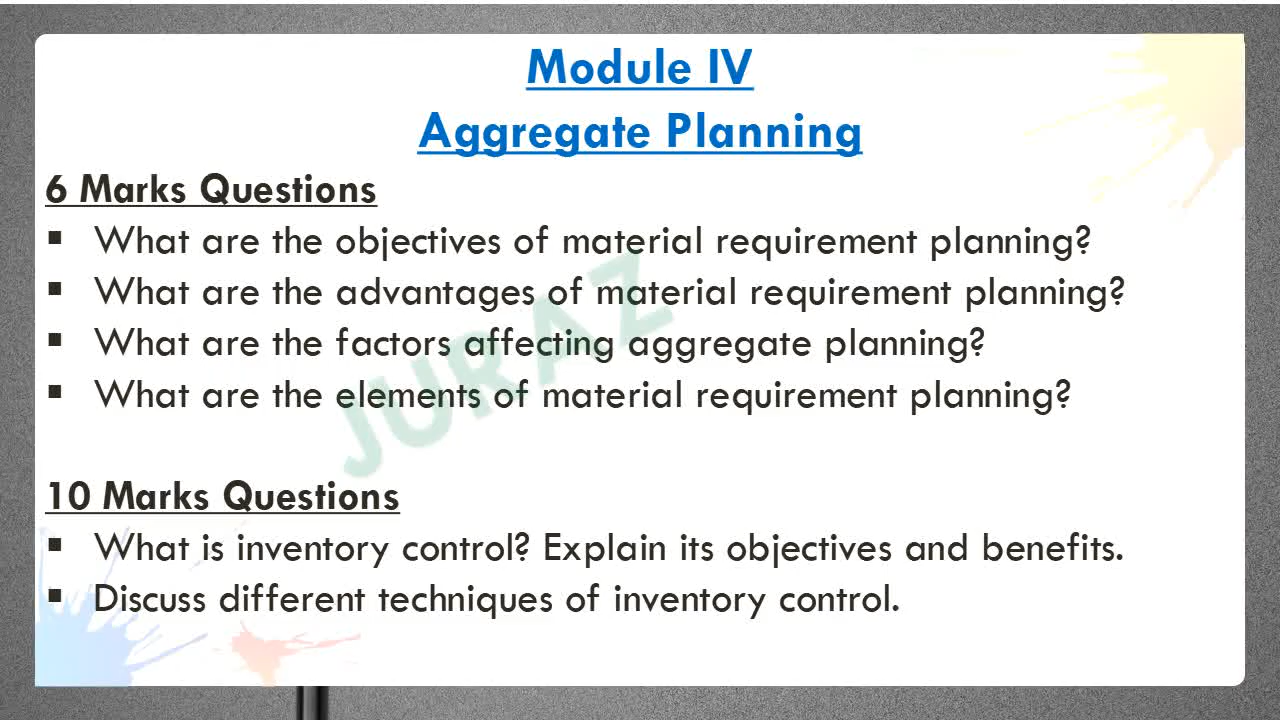 Module IV
Aggregate Planning
6 Marks Questions
▪ What are the objectives of material requirement planning?
▪ What are the advantages of material requirement planning?
▪ What are the factors affecting aggregate planning?
▪ What are the elements of material requirement planning?
JURAZ
10 Marks Questions
▪ What is inventory control? Explain its objectives and benefits.
▪ Discuss different techniques of inventory control.